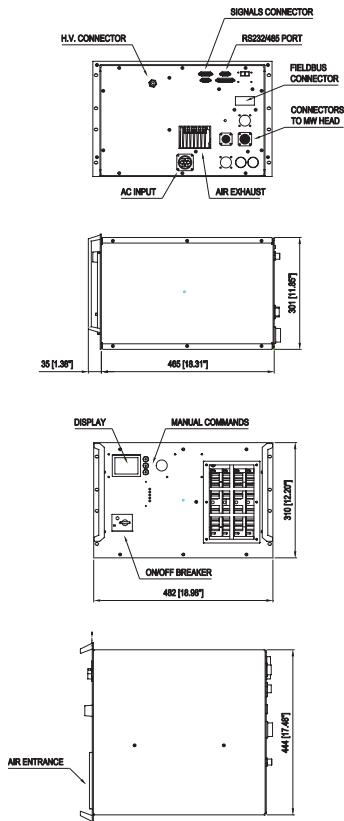 SIGNALS CONNECTOR
H.V. CONNECTOR
RS232/485 PORT
FIELDBUS
CONNECTOR
CONNECTORS
TO MW HEAD
AC INPUT
AIR EXHAUST
301 [11.85"]
35 [1.36"]
465 [18.31"]
DISPLAY
MANUAL COMMANDS
310 [12.20"]
ON/OFF BREAKER
482 [18.98"]
444 [17.48"]
AIR ENTRANCE